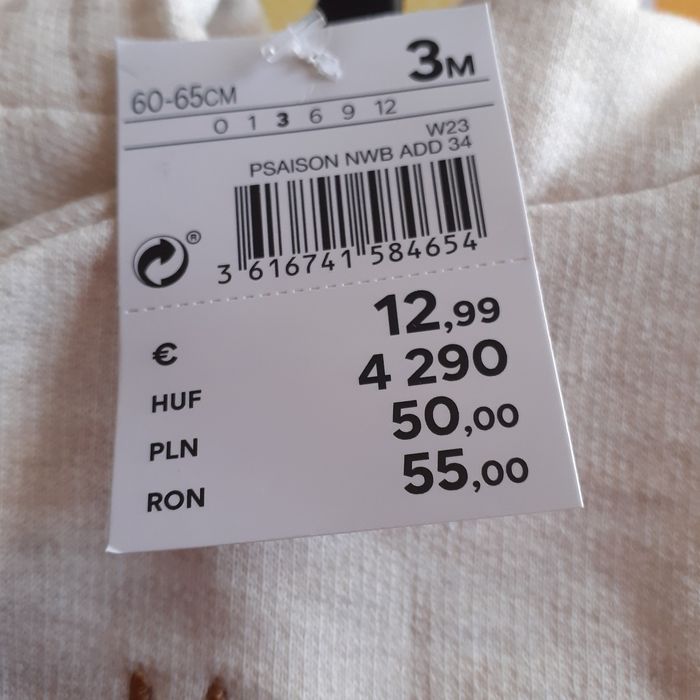 3M
60-65CM
0 1 3 6 9 12
W23
PSAISON NWB ADD 34
®
3 616741 584654
€ 12,99
HUF 4 290
PLN 50,00
RON 55,00